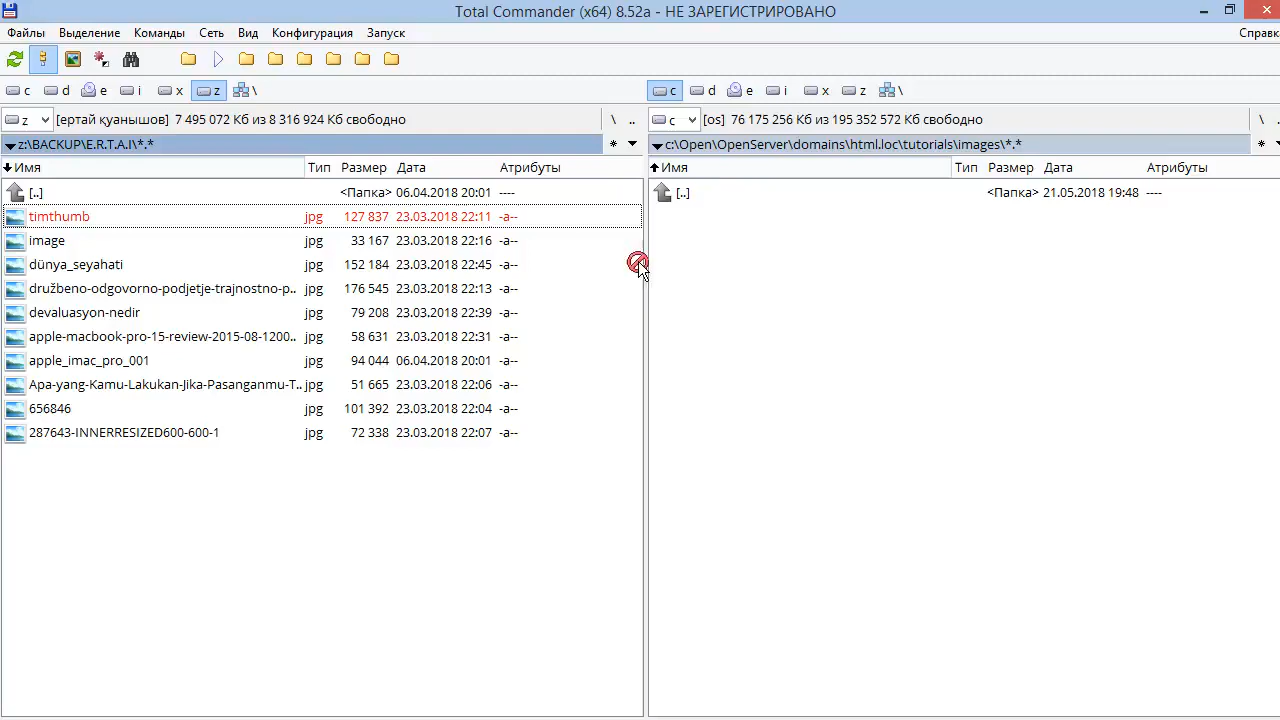 Total Commander (x64) 8.52a - НЕ ЗАРЕГИСТРИРОВАНО
Файлы Выделение Команды Сеть Вид Конфигурация Запуск Справк
c d e i x z \ c d e i x z \
z [ертай қуанышов] 7 495 072 Кб из 8 316 924 Кб свободно \ .. c [os] 76 175 256 Кб из 195 352 572 Кб свободно \
z:\BACKUP\E.R.T.A.I\*.* * c:\Open\OpenServer\domains\html.loc\tutorials\images\*.* *
Имя Тип Размер Дата Атрибуты Имя Тип Размер Дата Атрибуты
[..] <Папка> 06.04.2018 20:01 ---- [..] <Папка> 21.05.2018 19:48 ----
timthumb jpg 127 837 23.03.2018 22:11 -a--
image jpg 33 167 23.03.2018 22:16 -a--
dünya_seyahati jpg 152 184 23.03.2018 22:45 -a--
družbeno-odgovorno-podjetje-trajnostno-p.. jpg 176 545 23.03.2018 22:13 -a--
devaluasyon-nedir jpg 79 208 23.03.2018 22:39 -a--
apple-macbook-pro-15-review-2015-08-1200.. jpg 58 631 23.03.2018 22:31 -a--
apple_imac_pro_001 jpg 94 044 06.04.2018 20:01 -a--
Apa-yang-Kamu-Lakukan-Jika-Pasanganmu-T.. jpg 51 665 23.03.2018 22:06 -a--
656846 jpg 101 392 23.03.2018 22:04 -a--
287643-INNERRESIZED600-600-1 jpg 72 338 23.03.2018 22:07 -a--